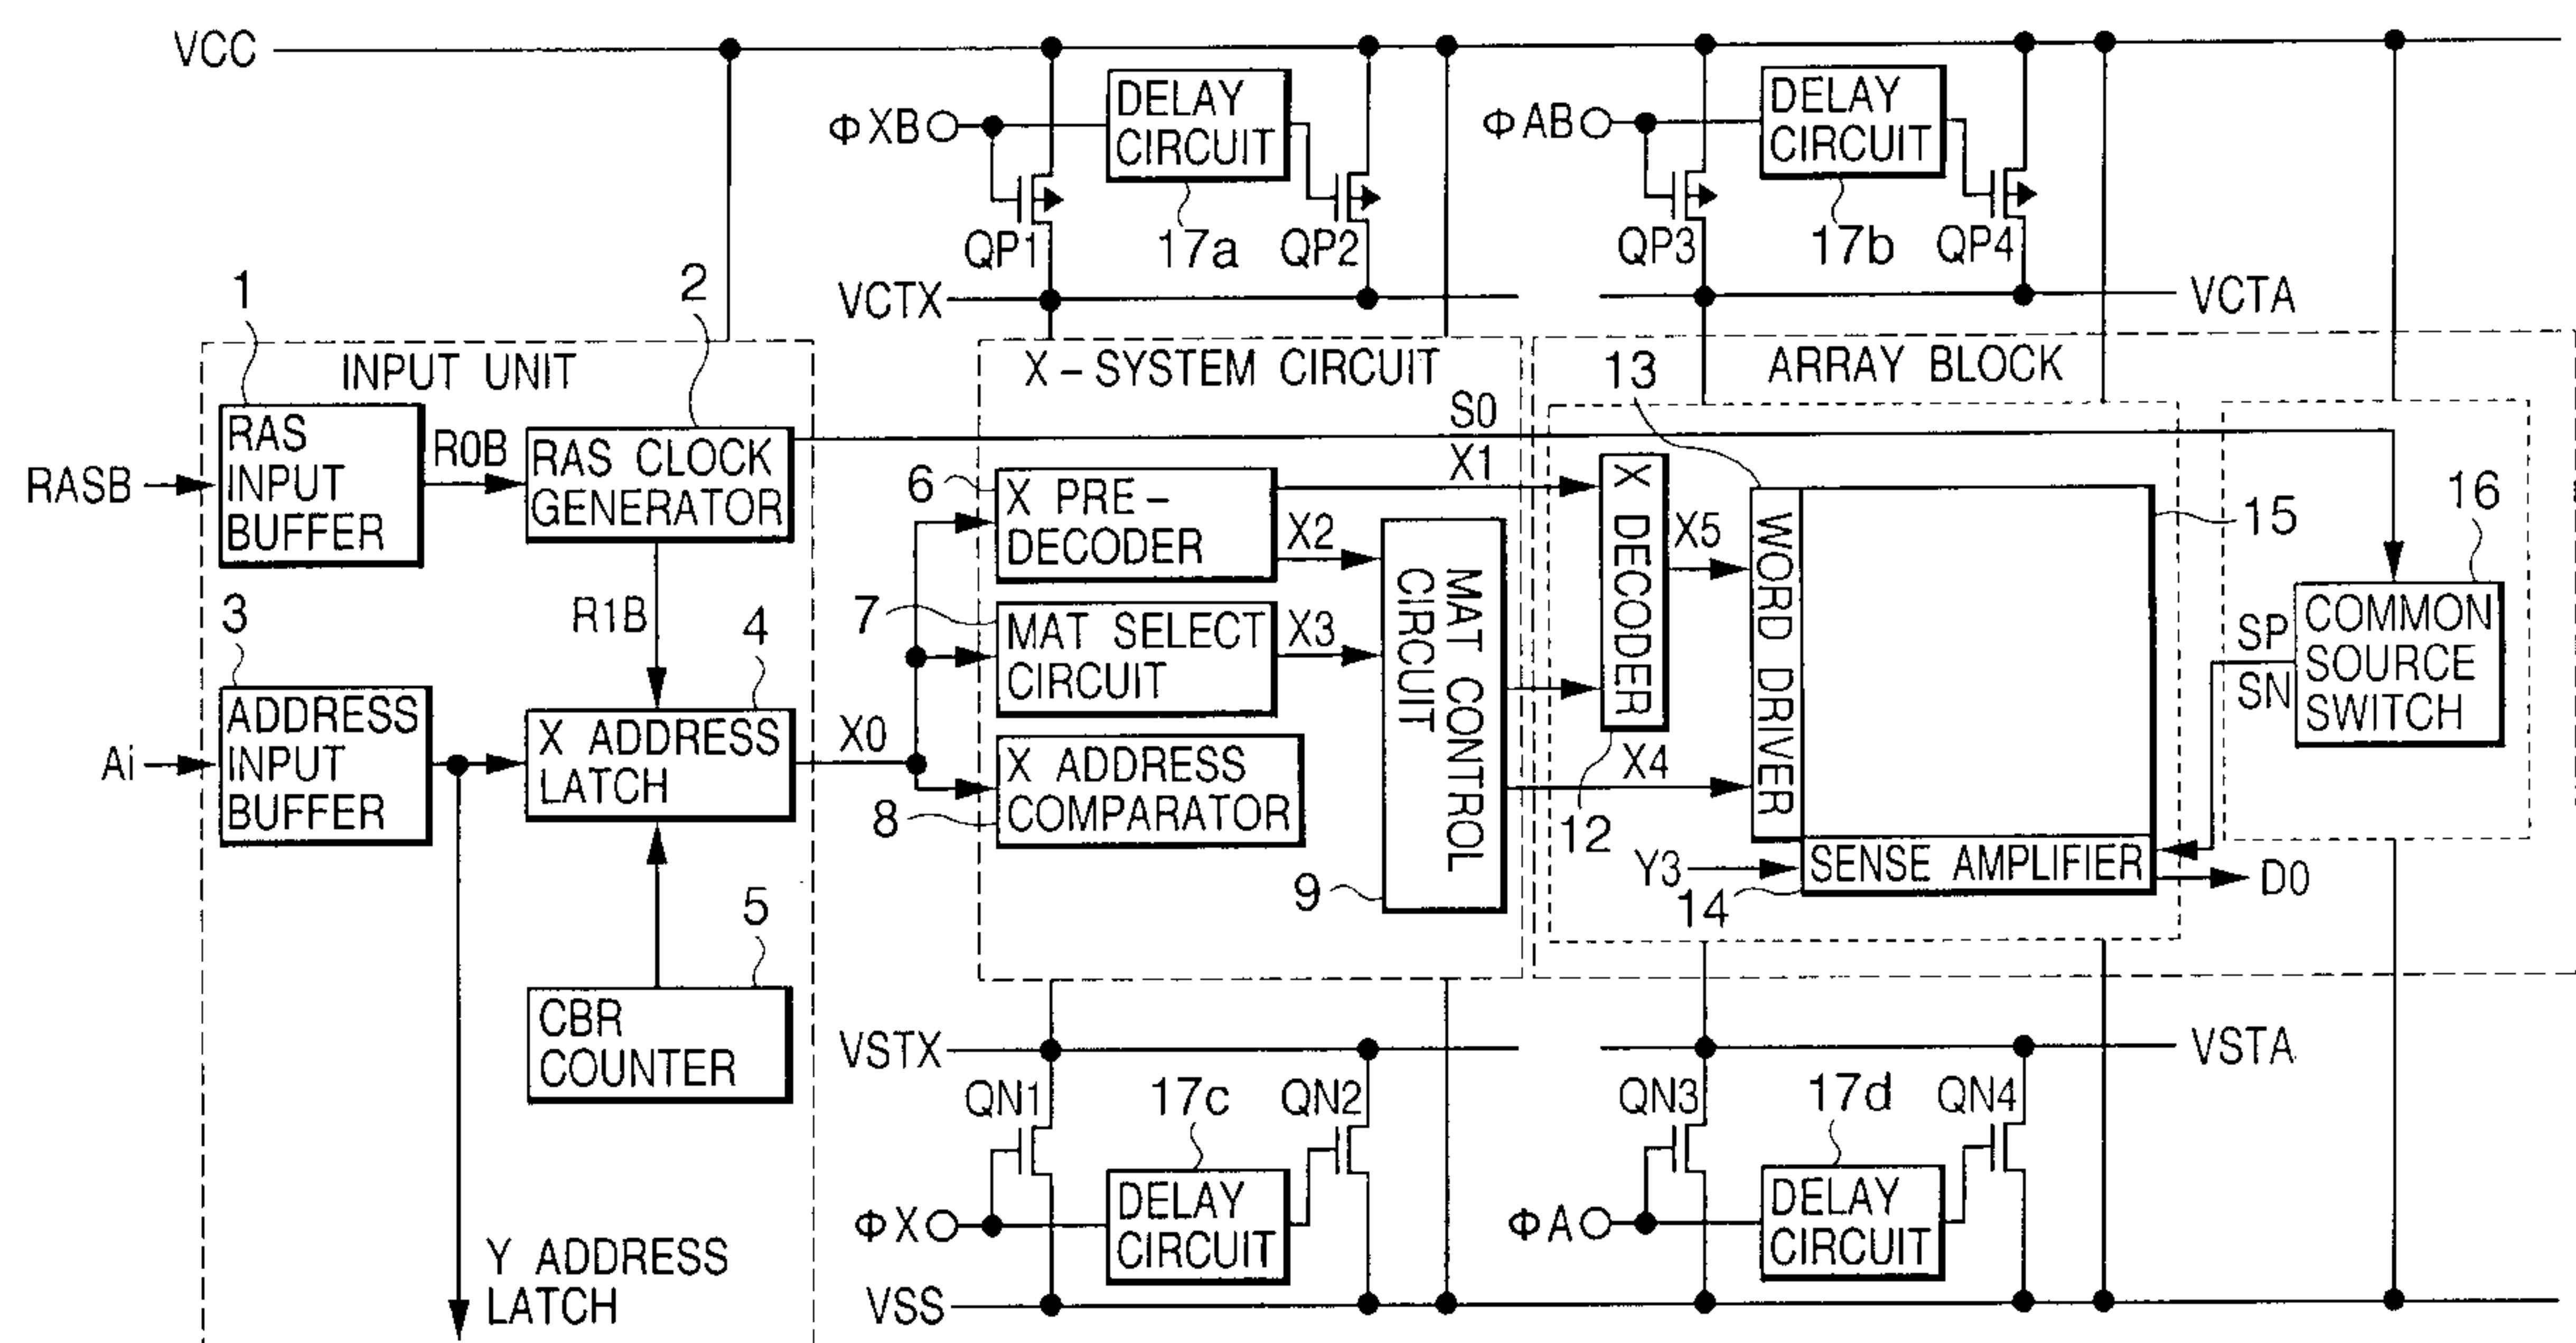 VCC
ΦXB
DELAY
CIRCUIT
17a
QP1
QP2
ΦAB
DELAY
CIRCUIT
17b
QP3
QP4
VCTX
VCTA
INPUT UNIT
1
RAS
INPUT
BUFFER
RASB
R0B
2
RAS CLOCK
GENERATOR
R1B
3
ADDRESS
INPUT
BUFFER
Ai
4
X ADDRESS
LATCH
X0
5
CBR
COUNTER
Y ADDRESS
LATCH
X-SYSTEM CIRCUIT
6
X PRE-
DECODER
7
MAT SELECT
CIRCUIT
8
X ADDRESS
COMPARATOR
X2
X3
9
MAT CONTROL
CIRCUIT
S0
X1
ARRAY BLOCK
13
X DECODER
12
X5
X4
WORD DRIVER
Y3
14
SENSE AMPLIFIER
15
D0
16
SP
SN
COMMON
SOURCE
SWITCH
VSTX
VSTA
QN1
17c
QN2
ΦX
DELAY
CIRCUIT
QN3
17d
QN4
ΦA
DELAY
CIRCUIT
VSS